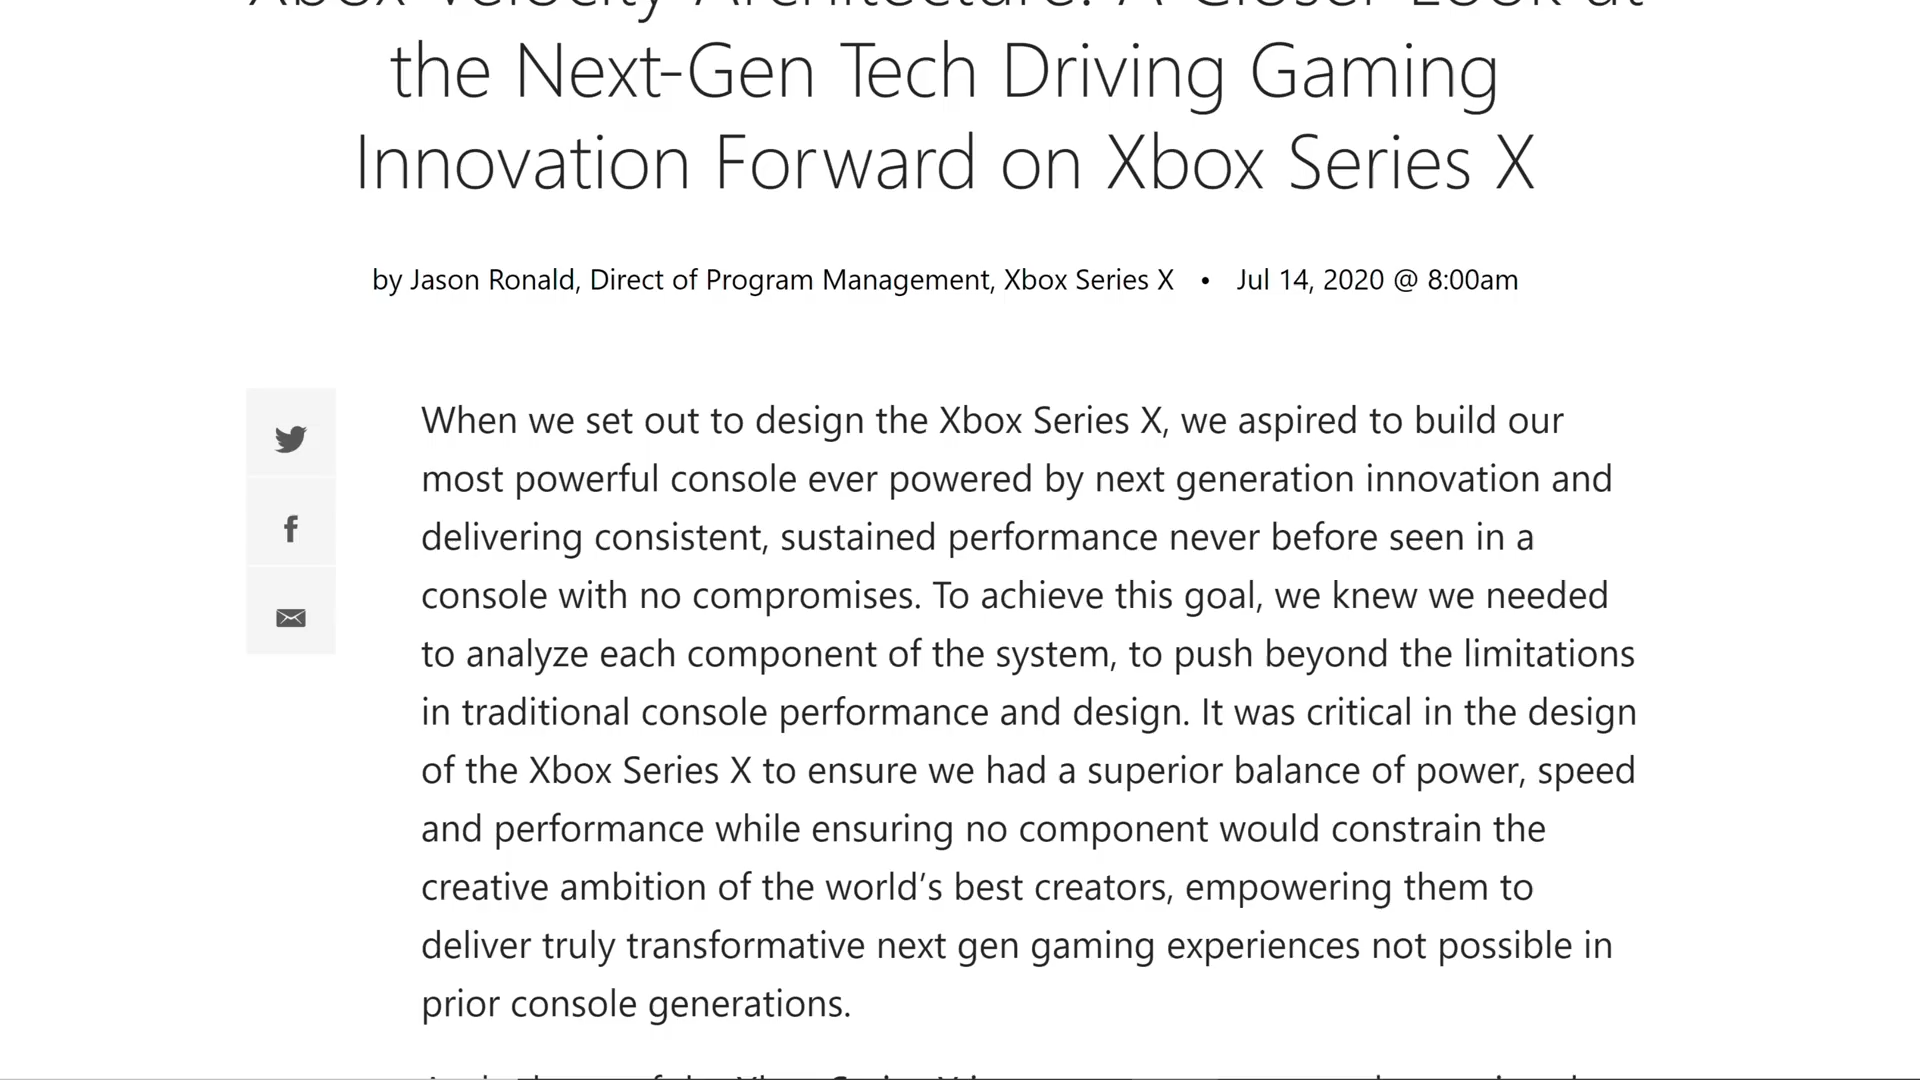 Xbox Velocity Architecture: A Closer Look at
the Next-Gen Tech Driving Gaming
Innovation Forward on Xbox Series X
by Jason Ronald, Direct of Program Management, Xbox Series X • Jul 14, 2020 @ 8:00am
When we set out to design the Xbox Series X, we aspired to build our
most powerful console ever powered by next generation innovation and
delivering consistent, sustained performance never before seen in a
console with no compromises. To achieve this goal, we knew we needed
to analyze each component of the system, to push beyond the limitations
in traditional console performance and design. It was critical in the design
of the Xbox Series X to ensure we had a superior balance of power, speed
and performance while ensuring no component would constrain the
creative ambition of the world’s best creators, empowering them to
deliver truly transformative next gen gaming experiences not possible in
prior console generations.